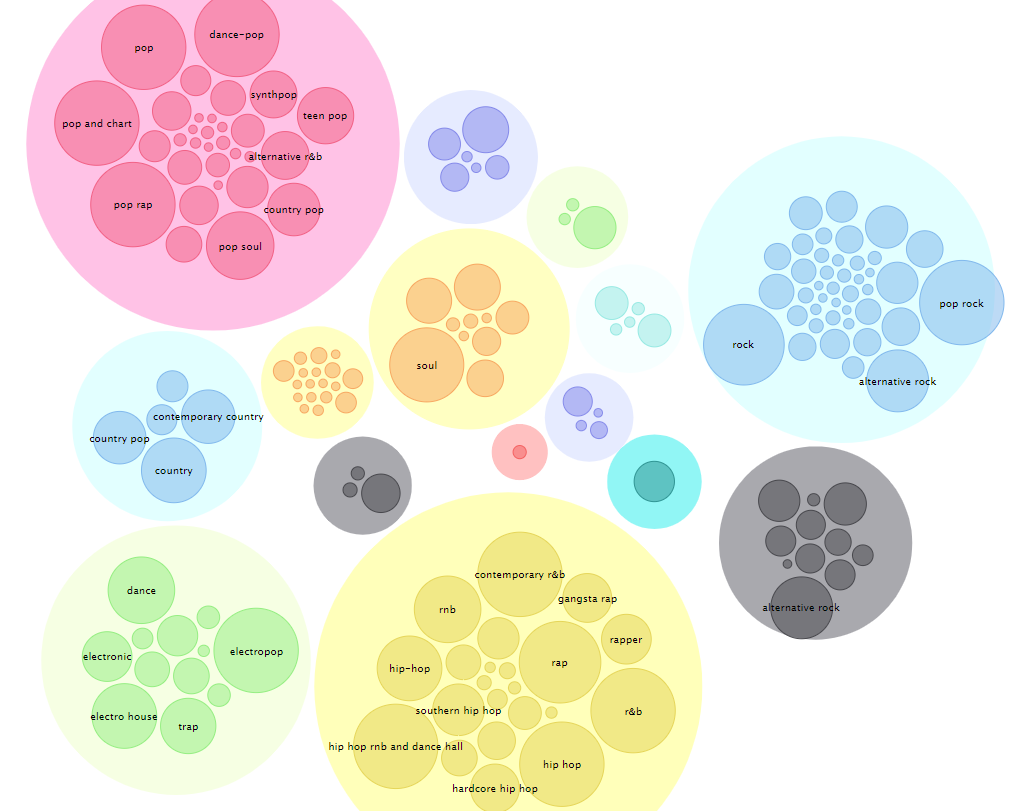 pop
dance-pop
synthpop
teen pop
pop and chart
alternative r&b
pop rap
country pop
pop soul
rock
pop rock
alternative rock
soul
contemporary country
country pop
country
dance
electronic
electropop
electro house
trap
contemporary r&b
rnb
gangsta rap
rapper
hip-hop
rap
southern hip hop
r&b
hip hop rnb and dance hall
hip hop
hardcore hip hop
alternative rock